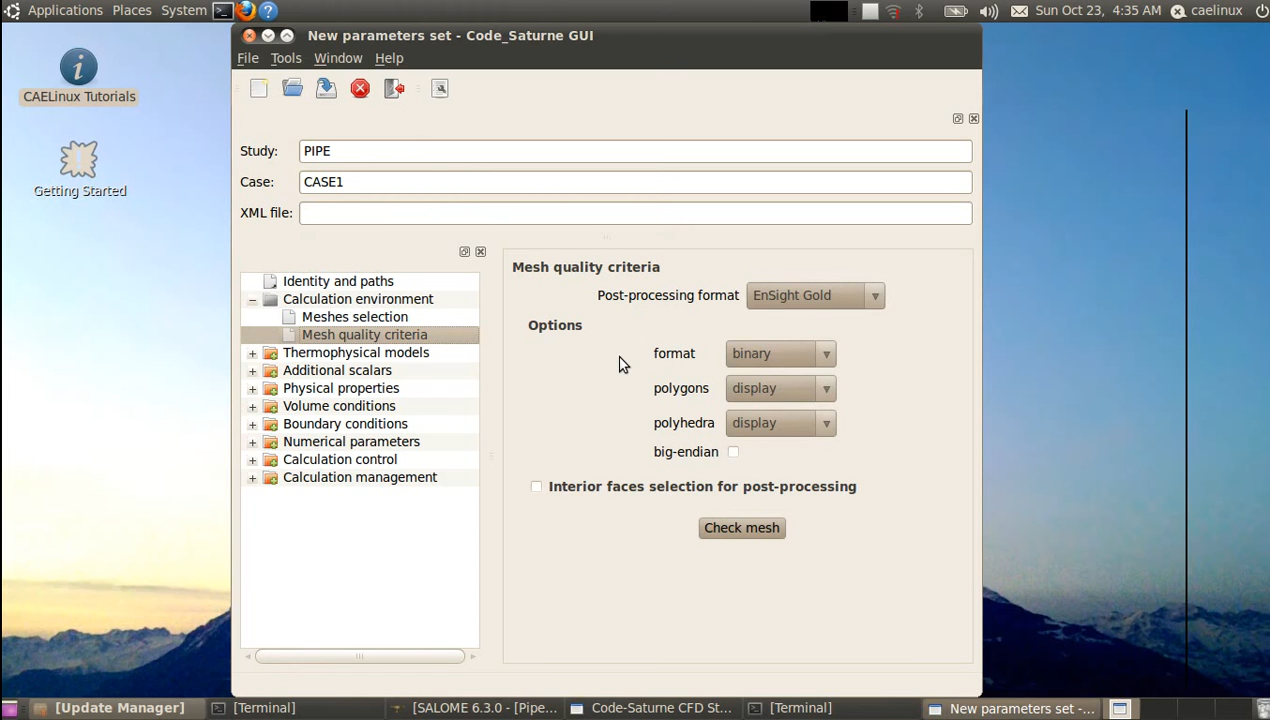 Applications Places System Sun Oct 23, 4:35 AM caelinux
New parameters set - Code_Saturne GUI
File Tools Window Help
CAELinux Tutorials
Getting Started
Study: PIPE
Case: CASE1
XML file:
Identity and paths
Calculation environment
Meshes selection
Mesh quality criteria
Thermophysical models
Additional scalars
Physical properties
Volume conditions
Boundary conditions
Numerical parameters
Calculation control
Calculation management
Mesh quality criteria
Post-processing format EnSight Gold
Options
format binary
polygons display
polyhedra display
big-endian
Interior faces selection for post-processing
Check mesh
[Update Manager] [Terminal] [SALOME 6.3.0 - [Pipe... Code-Saturne CFD St... [Terminal] New parameters set -...